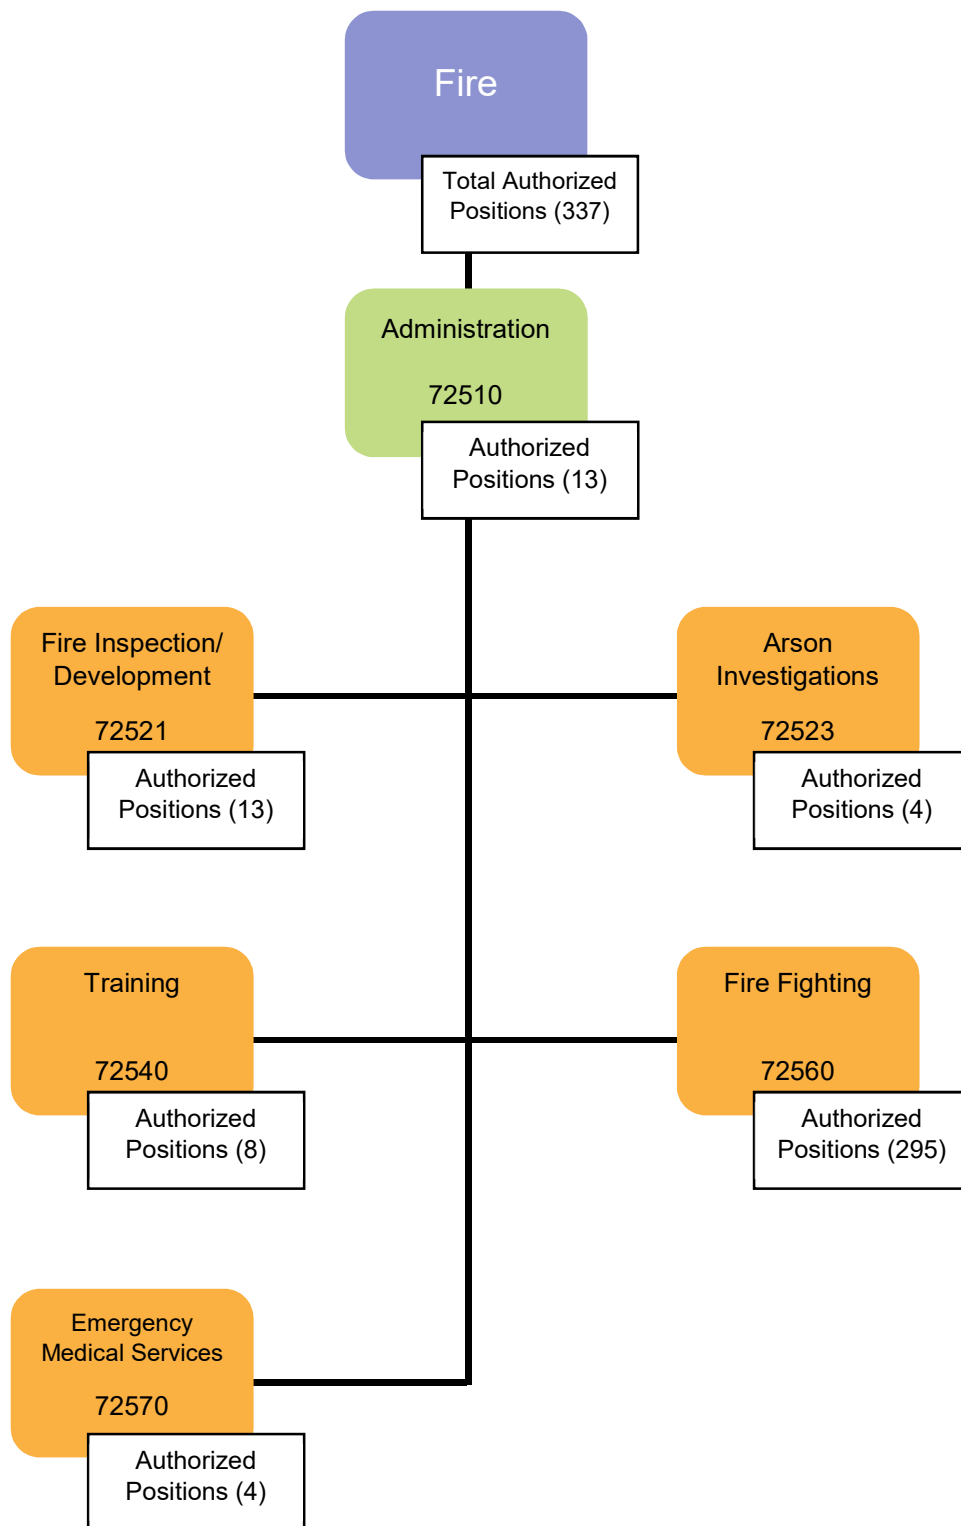 Fire
Total Authorized
Positions (337)
Administration
72510
Authorized
Positions (13)
Fire Inspection/
Development
72521
Authorized
Positions (13)
Arson
Investigations
72523
Authorized
Positions (4)
Training
72540
Authorized
Positions (8)
Fire Fighting
72560
Authorized
Positions (295)
Emergency
Medical Services
72570
Authorized
Positions (4)